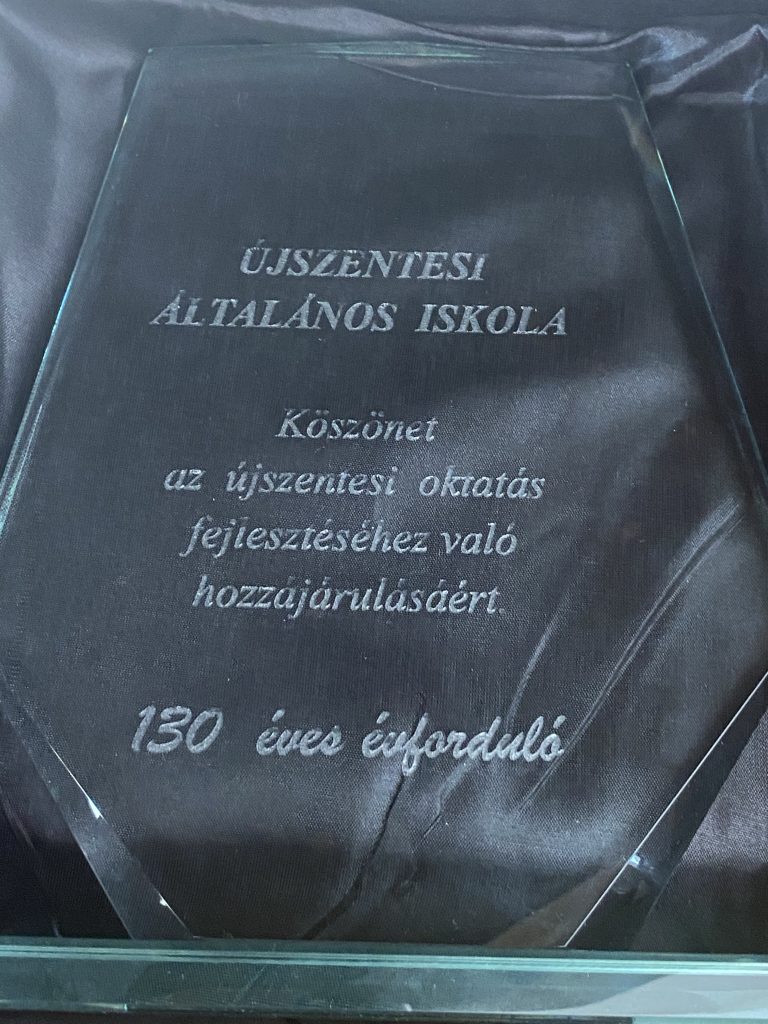 ÚJSZENTESI
ÁLTALÁNOS ISKOLA
Köszönet
az újszentesi oktatás
fejlesztéséhez való
hozzájárulásáért
130 éves évforduló